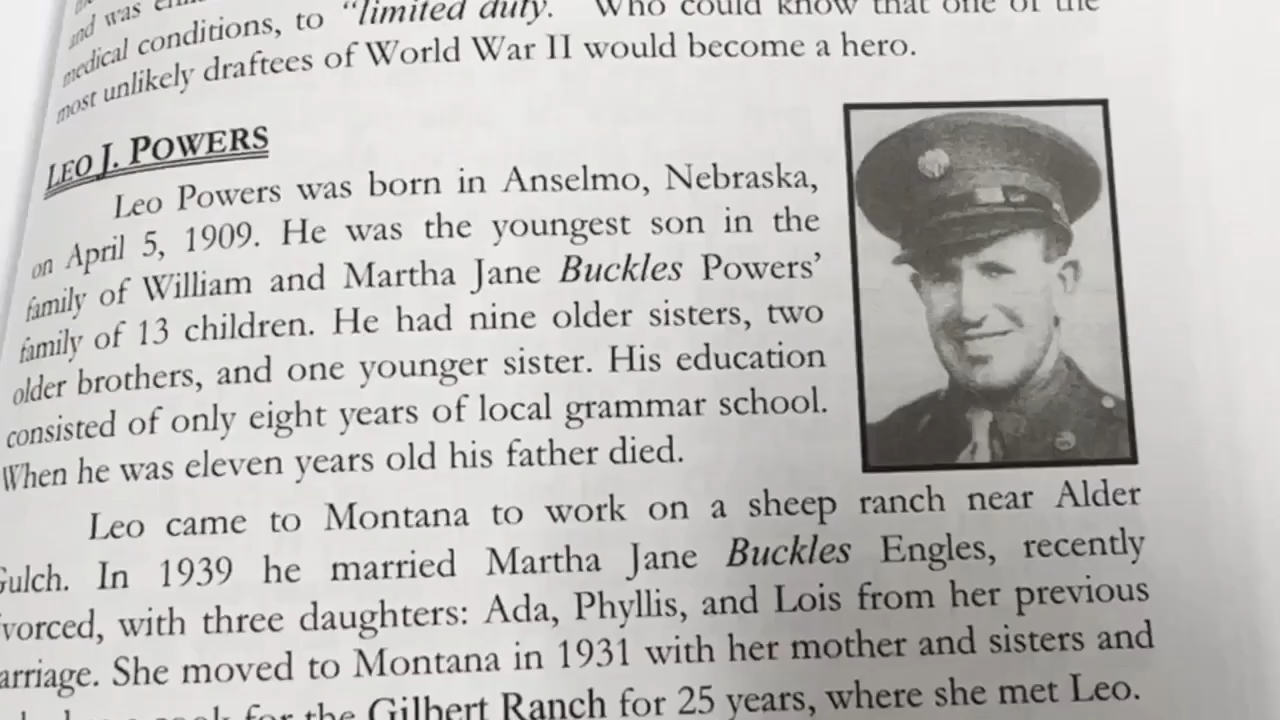 and was
medical conditions, to "limited duty." Who could know that one of the
most unlikely draftees of World War II would become a hero.
LEO J. POWERS
Leo Powers was born in Anselmo, Nebraska,
on April 5, 1909. He was the youngest son in the
family of William and Martha Jane Buckles Powers'
family of 13 children. He had nine older sisters, two
older brothers, and one younger sister. His education
consisted of only eight years of local grammar school.
When he was eleven years old his father died.
Leo came to Montana to work on a sheep ranch near Alder
Gulch. In 1939 he married Martha Jane Buckles Engles, recently
vorced, with three daughters: Ada, Phyllis, and Lois from her previous
arriage. She moved to Montana in 1931 with her mother and sisters and
cook for the Gilbert Ranch for 25 years, where she met Leo.